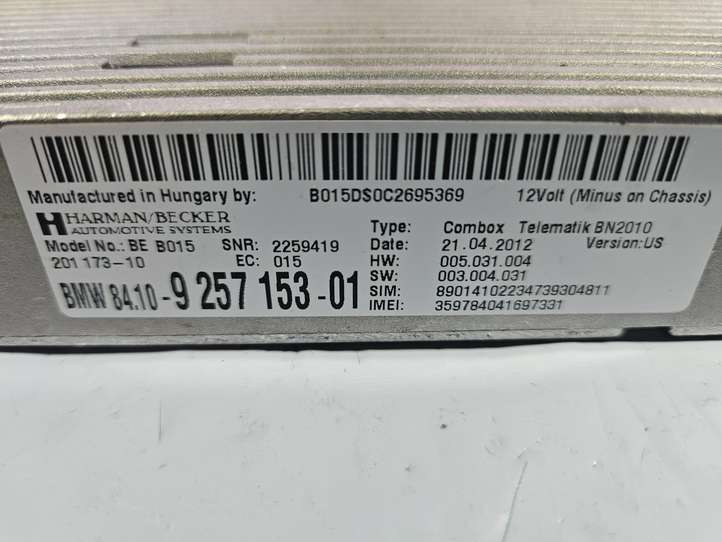 Manufactured in Hungary by: B015DS0C2695369 12Volt (Minus on Chassis)
HARMAN/BECKER
AUTOMOTIVE SYSTEMS
Type: Combox Telematik BN2010
Model No.: BE B015 SNR: 2259419 Date: 21.04.2012 Version:US
201 173-10 EC: 015 HW: 005.031.004
SW: 003.004.031
BMW 84.10-9 257 153-01 SIM: 89014102234739304811
IMEI: 359784041697331